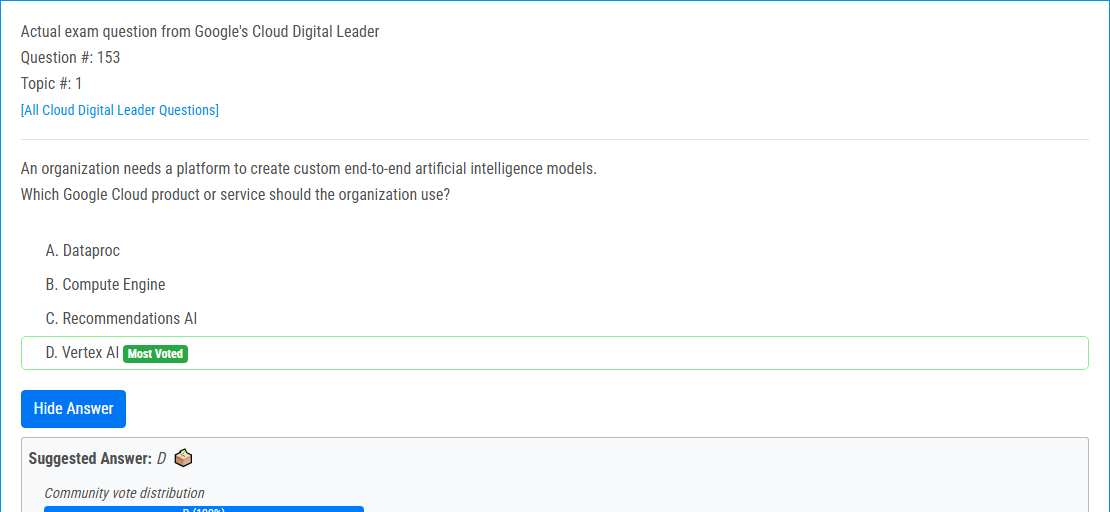 Actual exam question from Google's Cloud Digital Leader
Question #: 153
Topic #: 1
[All Cloud Digital Leader Questions]
An organization needs a platform to create custom end-to-end artificial intelligence models.
Which Google Cloud product or service should the organization use?
A. Dataproc
B. Compute Engine
C. Recommendations AI
D. Vertex AI Most Voted
Hide Answer
Suggested Answer: D
Community vote distribution
D (100%)